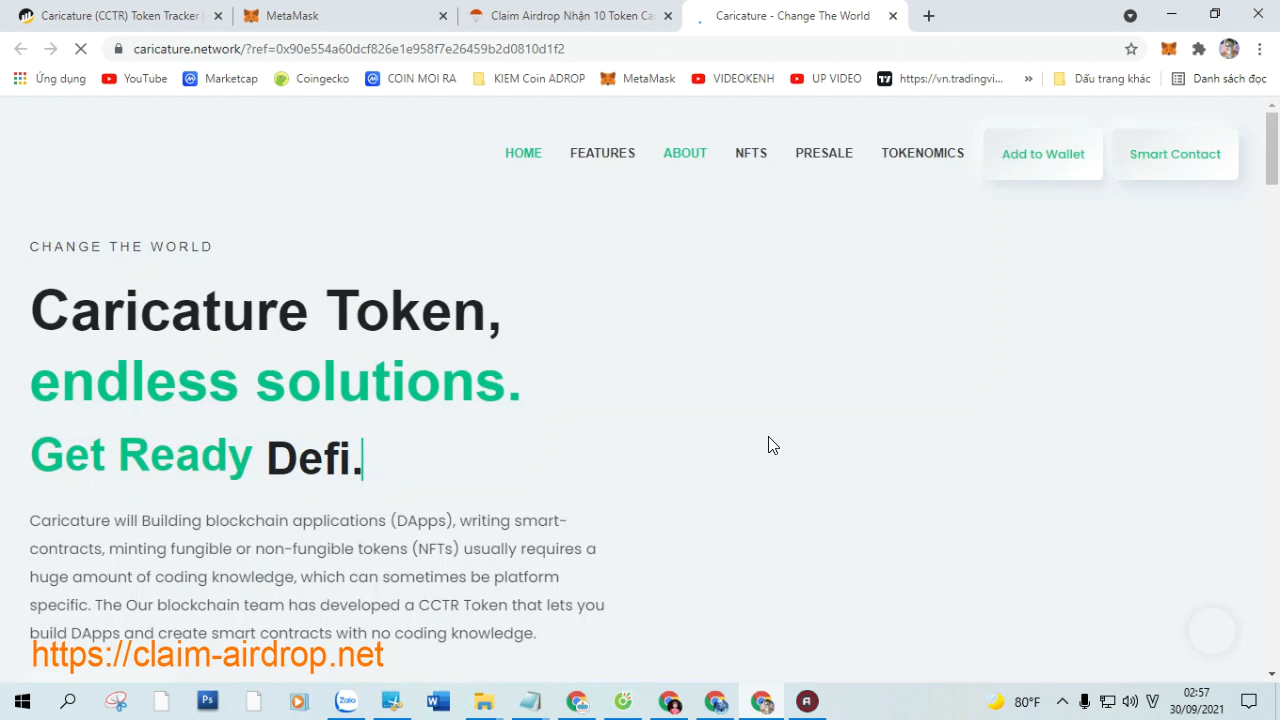 Caricature (CCTR) Token Tracker
MetaMask
Claim Airdrop Nhận 10 Token Ca
Caricature - Change The World
caricature.network/?ref=0x90e554a60dcf826e1e958f7e26459b2d0810d1f2
Ứng dụng
YouTube
Marketcap
Coingecko
COIN MOI RA
KIEM Coin ADROP
MetaMask
VIDEOKENH
UP VIDEO
https://vn.tradingvi...
»
Dấu trang khác
Danh sách đọc
HOME
FEATURES
ABOUT
NFTS
PRESALE
TOKENOMICS
Add to Wallet
Smart Contact
CHANGE THE WORLD
Caricature Token,
endless solutions.
Get Ready Defi.
Caricature will Building blockchain applications (DApps), writing smart-
contracts, minting fungible or non-fungible tokens (NFTs) usually requires a
huge amount of coding knowledge, which can sometimes be platform
specific. The Our blockchain team has developed a CCTR Token that lets you
build DApps and create smart contracts with no coding knowledge.
https://claim-airdrop.net
Ps
Zalo
W
A
80°F
02:57
30/09/2021